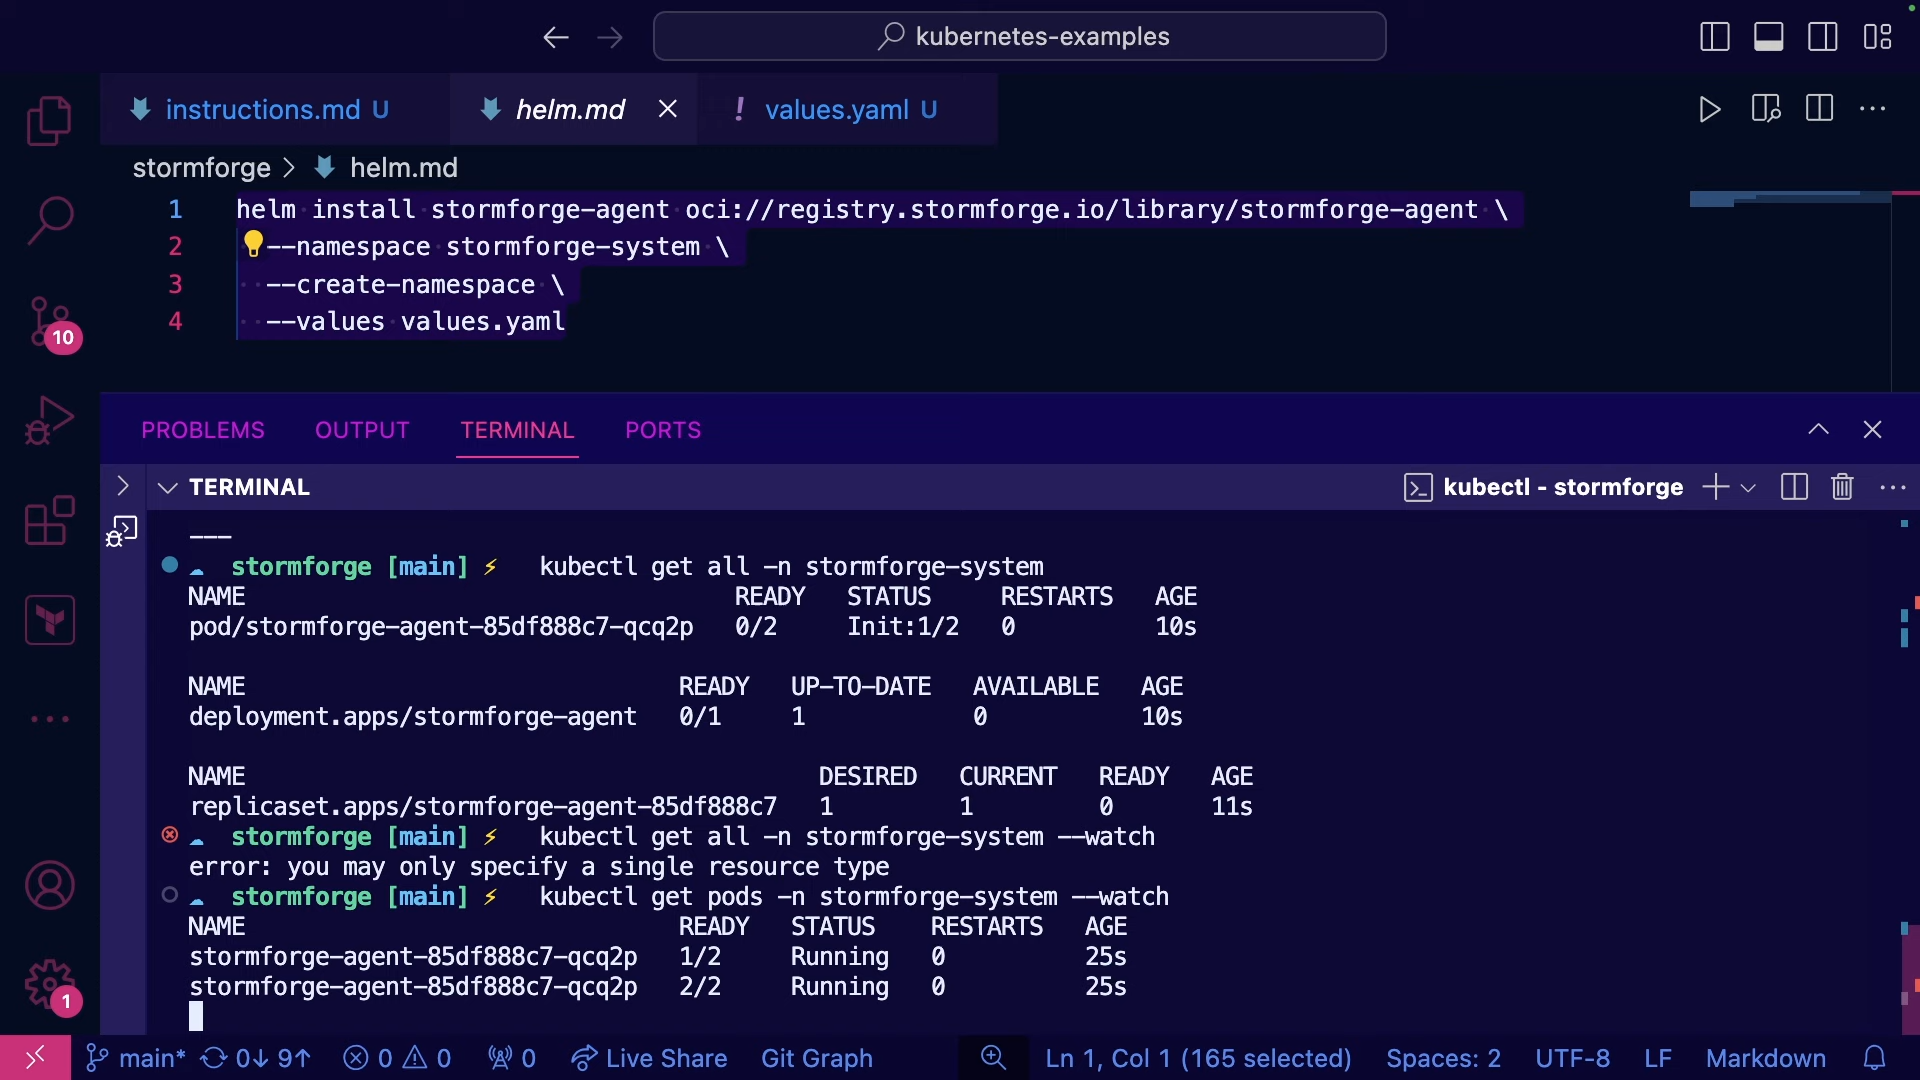 kubernetes-examples
instructions.md U
helm.md
! values.yaml U
stormforge > helm.md
1 helm install stormforge-agent oci://registry.stormforge.io/library/stormforge-agent \
2 --namespace stormforge-system \
3 --create-namespace \
4 --values values.yaml
10
PROBLEMS OUTPUT TERMINAL PORTS
TERMINAL
kubectl - stormforge
———
stormforge [main] ⚡ kubectl get all -n stormforge-system
NAME READY STATUS RESTARTS AGE
pod/stormforge-agent-85df888c7-qcq2p 0/2 Init:1/2 0 10s
NAME READY UP-TO-DATE AVAILABLE AGE
deployment.apps/stormforge-agent 0/1 1 0 10s
NAME DESIRED CURRENT READY AGE
replicaset.apps/stormforge-agent-85df888c7 1 1 0 11s
stormforge [main] ⚡ kubectl get all -n stormforge-system --watch
error: you may only specify a single resource type
stormforge [main] ⚡ kubectl get pods -n stormforge-system --watch
NAME READY STATUS RESTARTS AGE
stormforge-agent-85df888c7-qcq2p 1/2 Running 0 25s
stormforge-agent-85df888c7-qcq2p 2/2 Running 0 25s
1
main* 0↓ 9↑ 0 0 0 Live Share Git Graph Ln 1, Col 1 (165 selected) Spaces: 2 UTF-8 LF Markdown